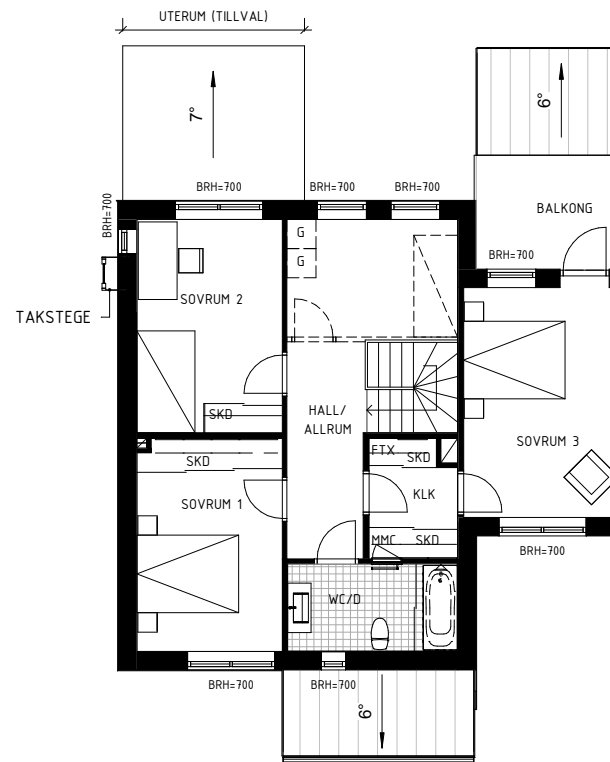 UTERUM (TILLVAL)
7°
6°
BRH=700
BRH=700
BRH=700
BRH=700
BALKONG
BRH=700
G
G
SOVRUM 2
TAKSTEGE
HALL/
ALLRUM
SKD
SOVRUM 3
FTX
SKD
SKD
KLK
SOVRUM 1
MMC
SKD
BRH=700
WC/D
BRH=700
BRH=700
6°